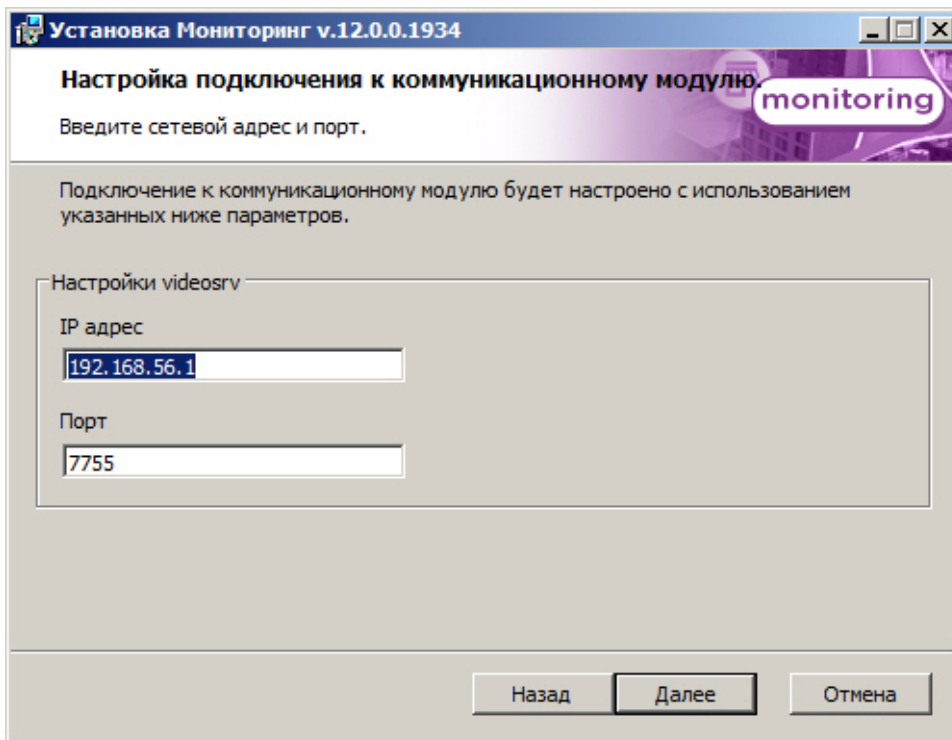 Установка Мониторинг v.12.0.0.1934
Настройка подключения к коммуникационному модулю.
monitoring
Введите сетевой адрес и порт.
Подключение к коммуникационному модулю будет настроено с использованием
указанных ниже параметров.
Настройки videosrv
IP адрес
192.168.56.1
Порт
7755
Назад
Далее
Отмена